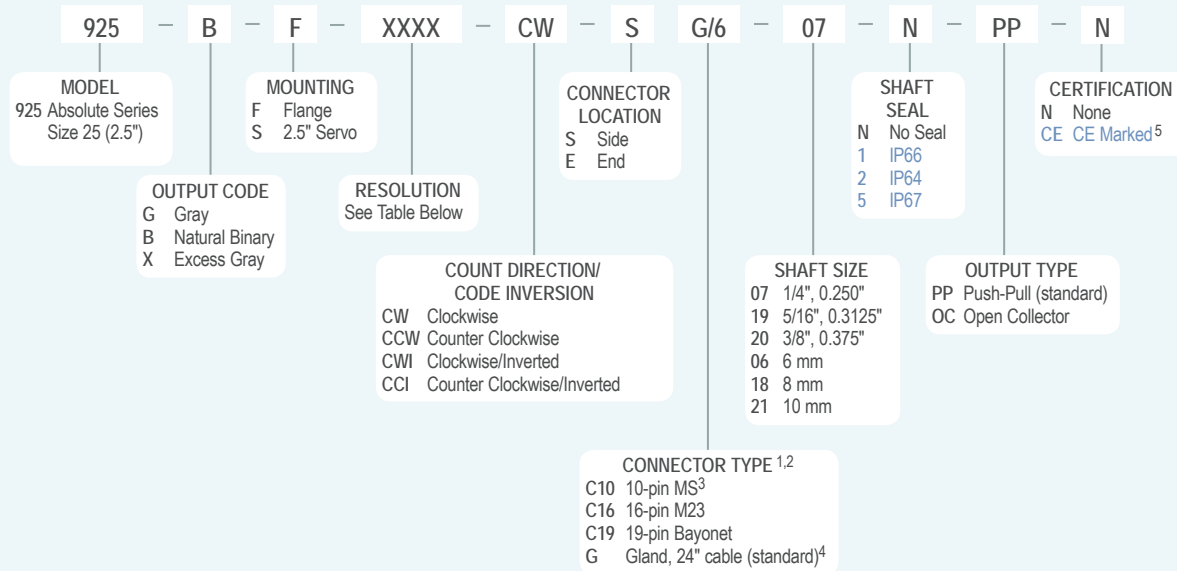 925 – B – F – XXXX – CW – S G/6 – 07 – N – PP – N
MODEL
925 Absolute Series
Size 25 (2.5")
OUTPUT CODE
G Gray
B Natural Binary
X Excess Gray
MOUNTING
F Flange
S 2.5" Servo
RESOLUTION
See Table Below
COUNT DIRECTION/
CODE INVERSION
CW Clockwise
CCW Counter Clockwise
CWI Clockwise/Inverted
CCI Counter Clockwise/Inverted
CONNECTOR
LOCATION
S Side
E End
CONNECTOR TYPE 1,2
C10 10-pin MS3
C16 16-pin M23
C19 19-pin Bayonet
G Gland, 24" cable (standard)4
SHAFT SIZE
07 1/4", 0.250"
19 5/16", 0.3125"
20 3/8", 0.375"
06 6 mm
18 8 mm
21 10 mm
SHAFT
SEAL
N No Seal
1 IP66
2 IP64
5 IP67
OUTPUT TYPE
PP Push-Pull (standard)
OC Open Collector
CERTIFICATION
N None
CE CE Marked5